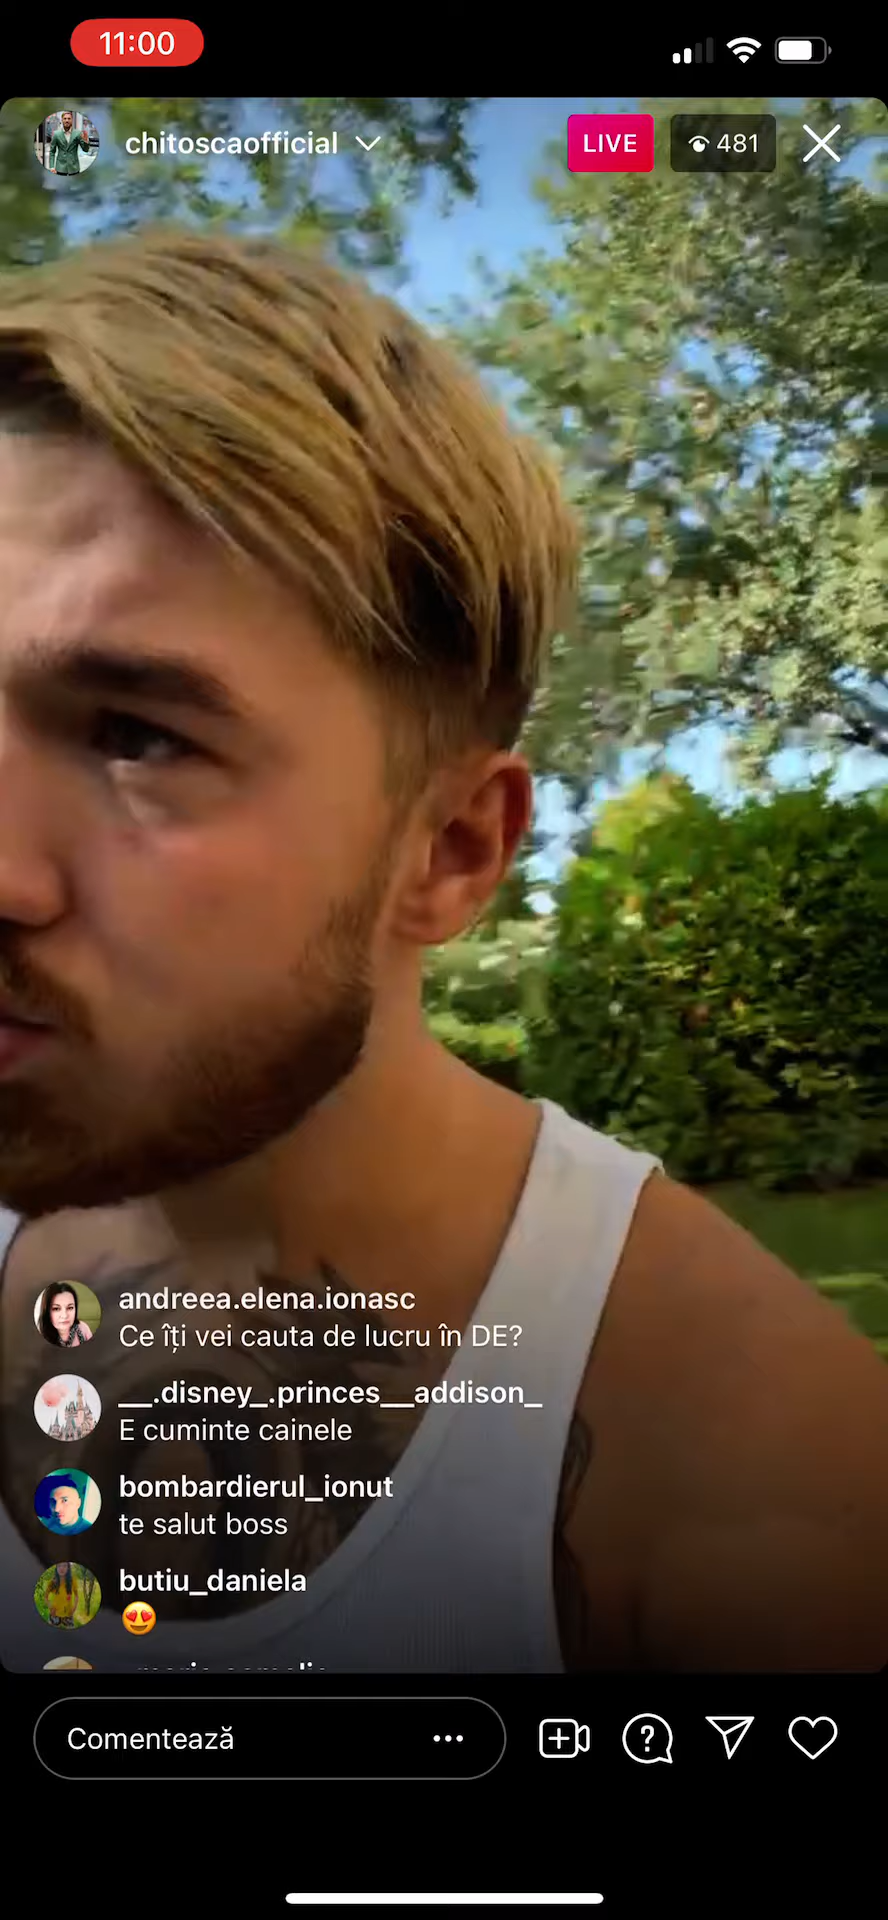 11:00
chitoscaofficial
LIVE
481
andreea.elena.ionasc
Ce îți vei cauta de lucru în DE?
__.disney_.princes__addison_
E cuminte cainele
bombardierul_ionut
te salut boss
butiu_daniela
😍
Comentează